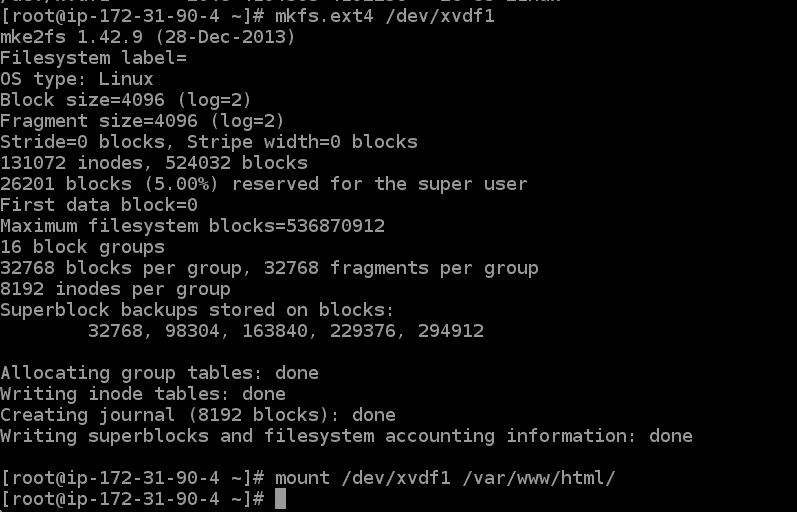 [root@ip-172-31-90-4 ~]# mkfs.ext4 /dev/xvdf1
mke2fs 1.42.9 (28-Dec-2013)
Filesystem label=
OS type: Linux
Block size=4096 (log=2)
Fragment size=4096 (log=2)
Stride=0 blocks, Stripe width=0 blocks
131072 inodes, 524032 blocks
26201 blocks (5.00%) reserved for the super user
First data block=0
Maximum filesystem blocks=536870912
16 block groups
32768 blocks per group, 32768 fragments per group
8192 inodes per group
Superblock backups stored on blocks:
        32768, 98304, 163840, 229376, 294912

Allocating group tables: done
Writing inode tables: done
Creating journal (8192 blocks): done
Writing superblocks and filesystem accounting information: done

[root@ip-172-31-90-4 ~]# mount /dev/xvdf1 /var/www/html/
[root@ip-172-31-90-4 ~]#